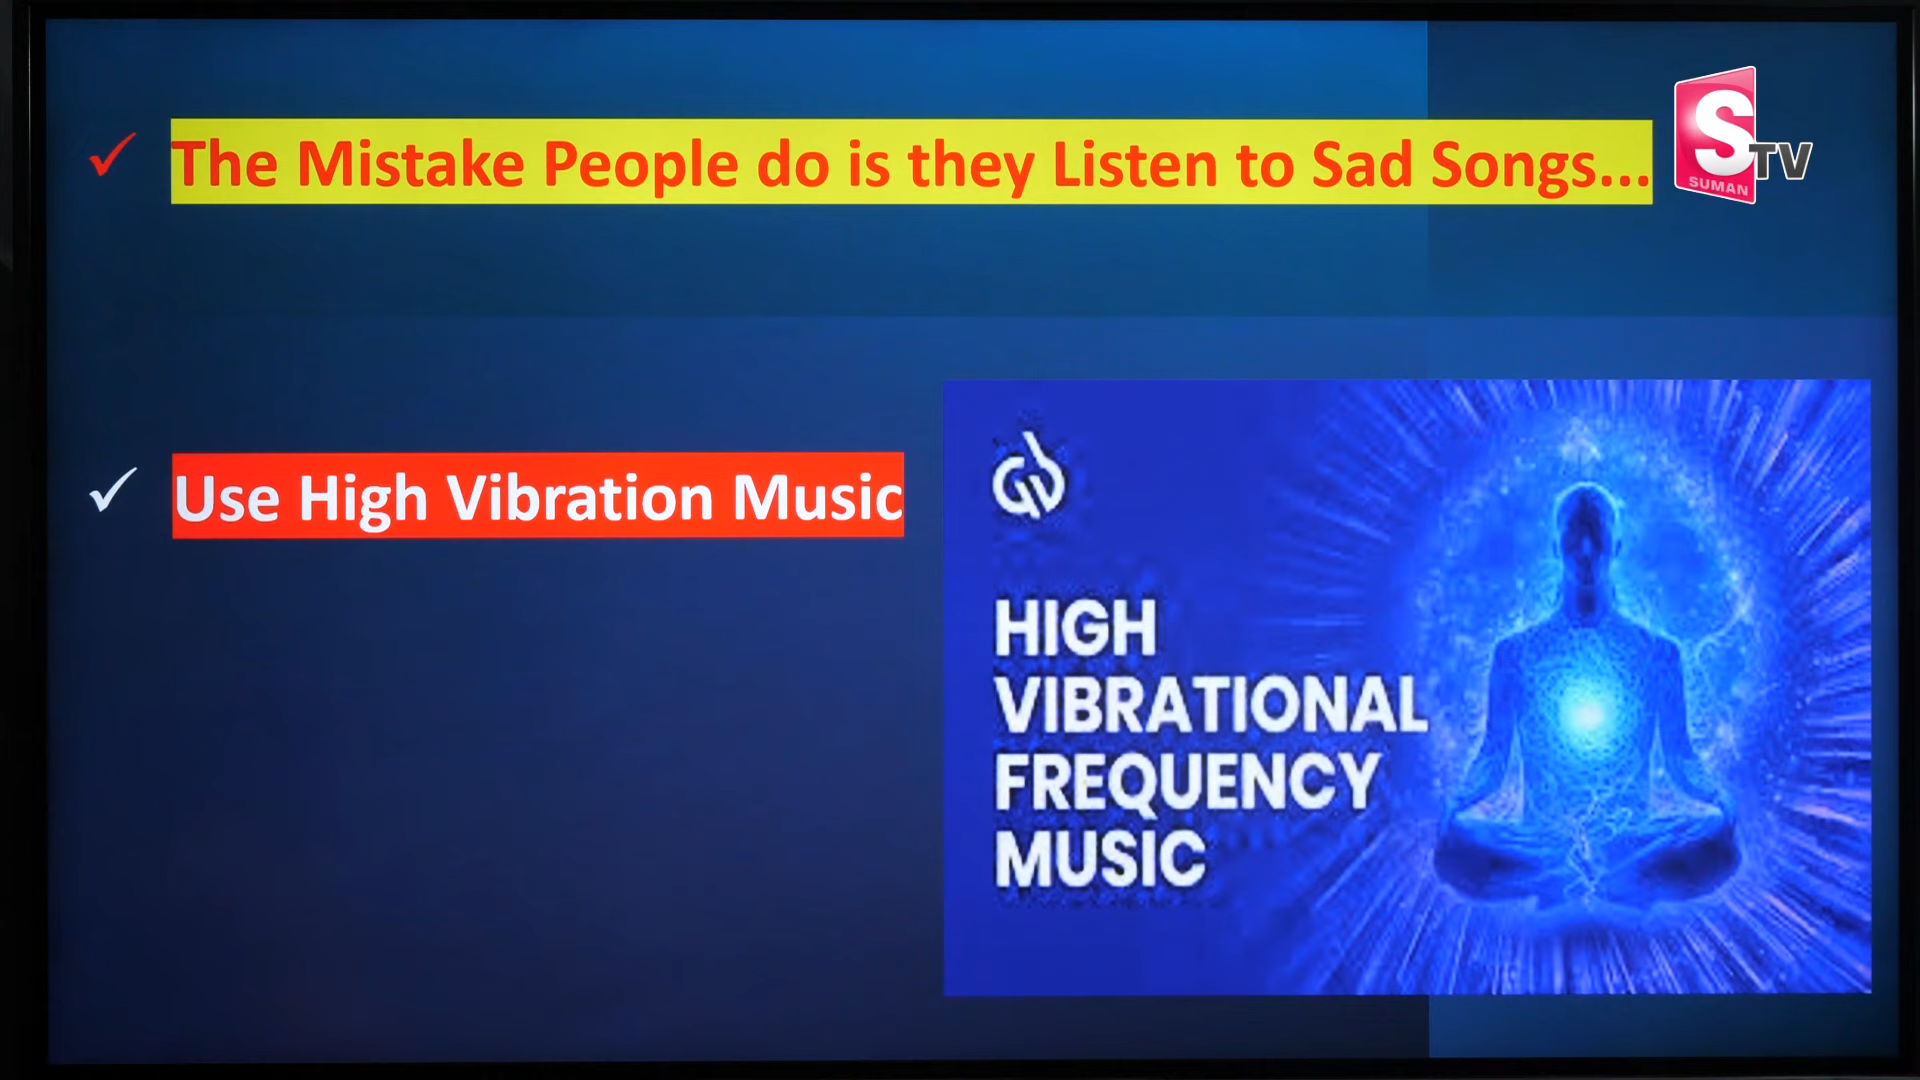 The Mistake People do is they Listen to Sad Songs...
S TV
SUMAN
Use High Vibration Music
HIGH
VIBRATIONAL
FREQUENCY
MUSIC